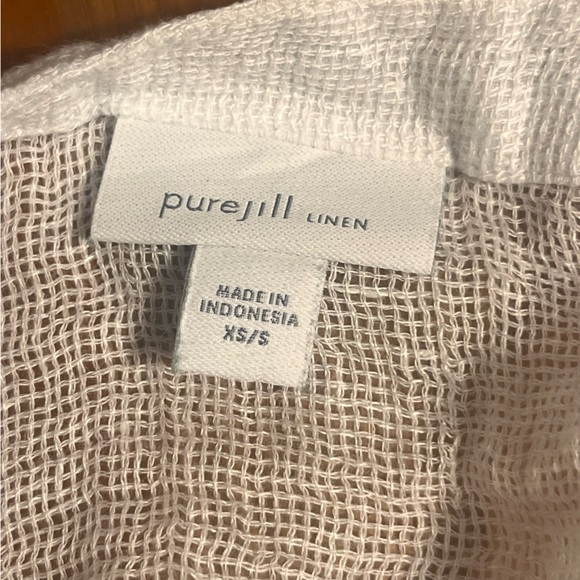 purejill LINEN
MADE IN
INDONESIA
XS/S